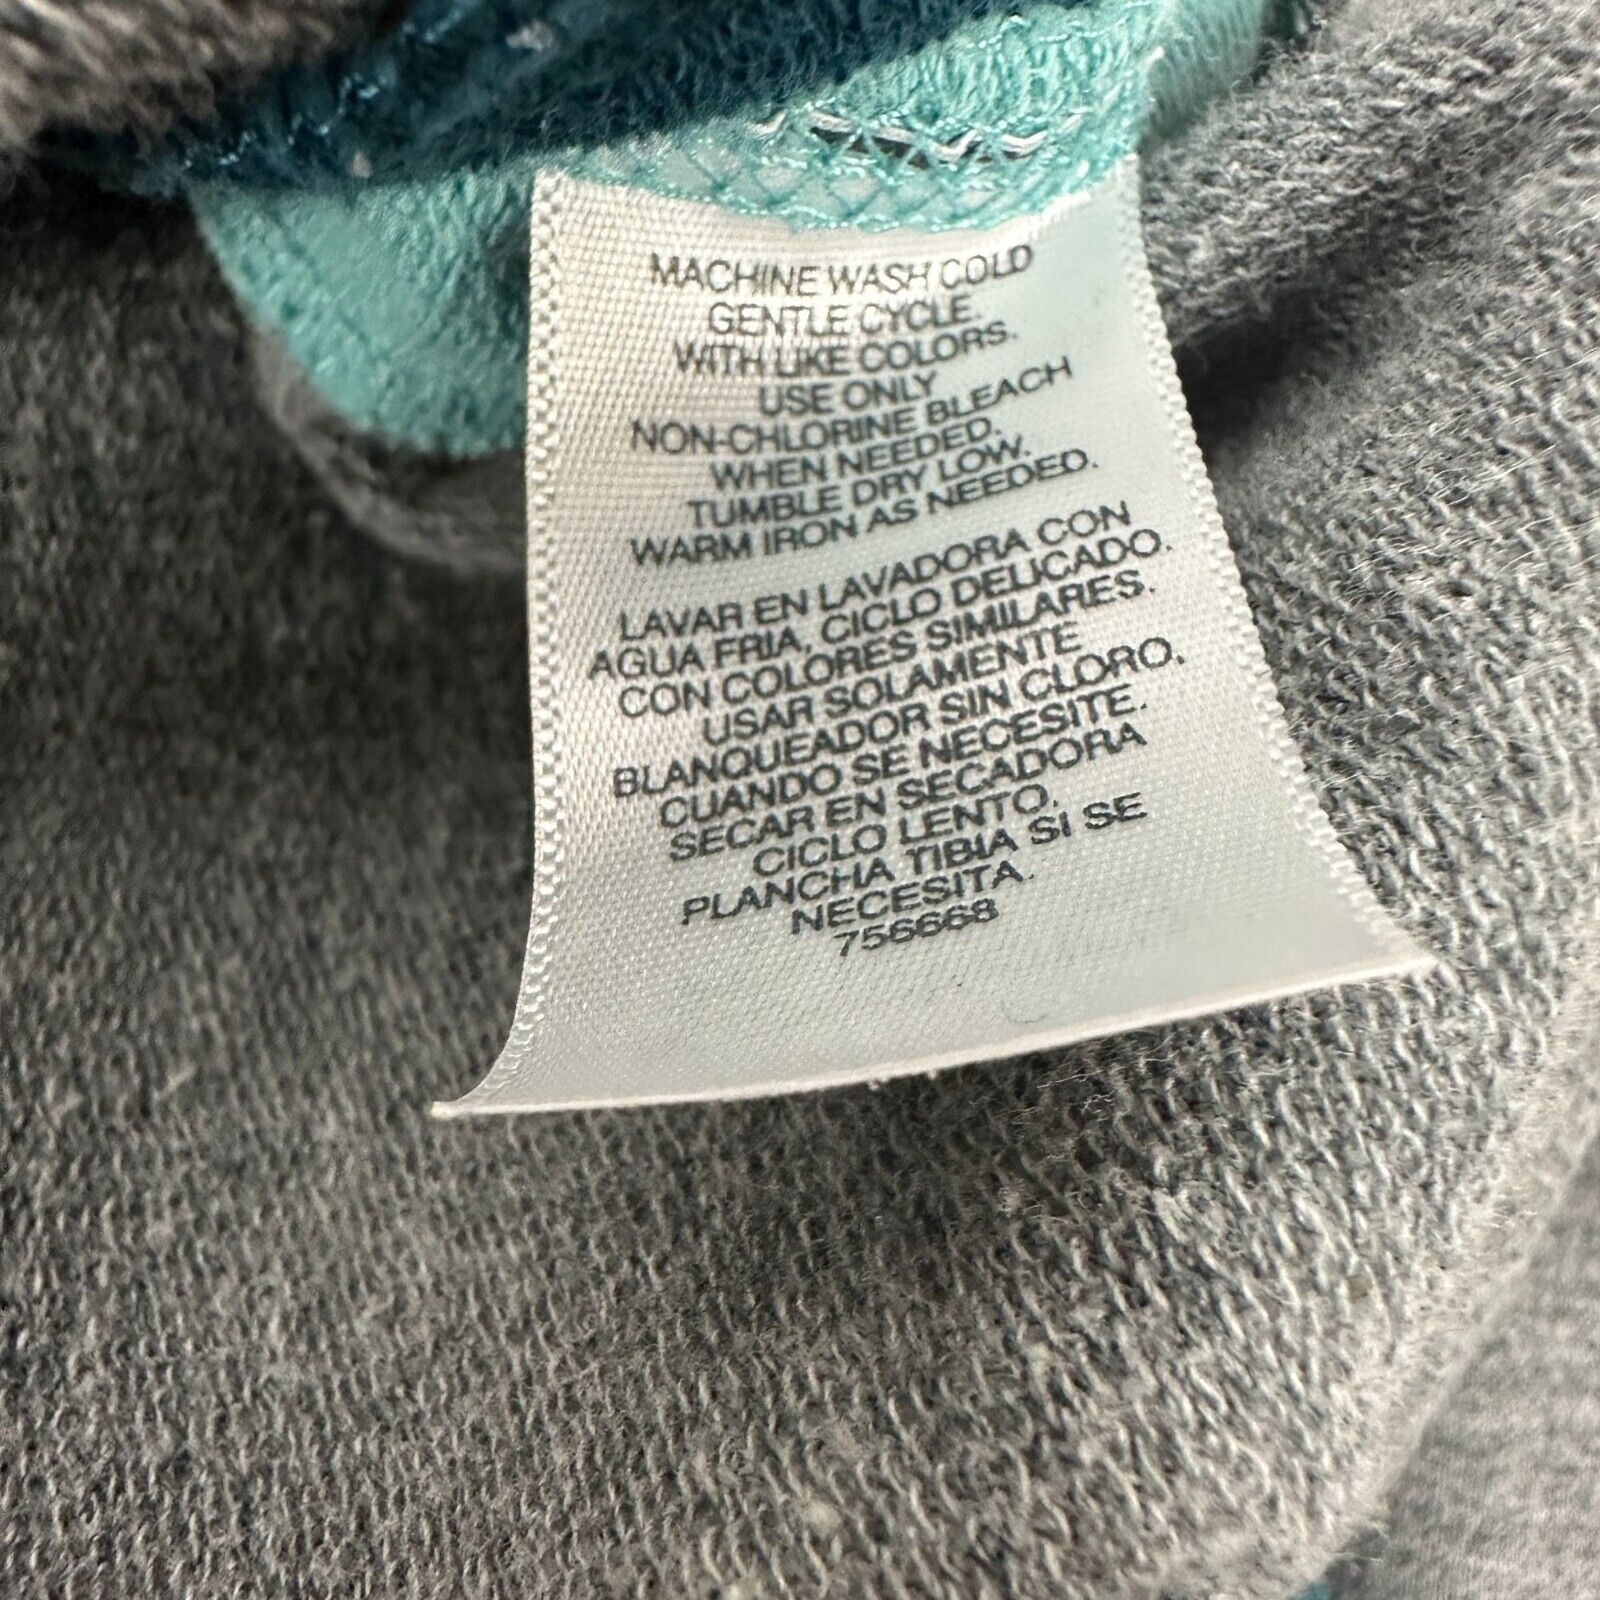 MACHINE WASH COLD
GENTLE CYCLE.
WITH LIKE COLORS.
USE ONLY
NON-CHLORINE BLEACH
WHEN NEEDED.
TUMBLE DRY LOW.
WARM IRON AS NEEDED.
LAVAR EN LAVADORA CON
AGUA FRIA, CICLO DELICADO.
CON COLORES SIMILARES.
USAR SOLAMENTE
BLANQUEADOR SIN CLORO,
CUANDO SE NECESITE.
SECAR EN SECADORA
CICLO LENTO.
PLANCHA TIBIA SI SE
NECESITA.
756668